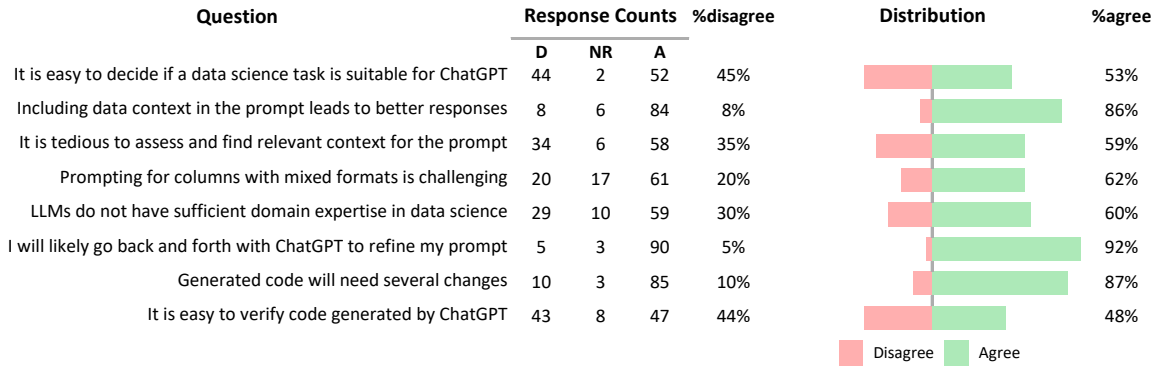 Question Response Counts %disagree Distribution %agree
D NR A
It is easy to decide if a data science task is suitable for ChatGPT 44 2 52 45% 53%
Including data context in the prompt leads to better responses 8 6 84 8% 86%
It is tedious to assess and find relevant context for the prompt 34 6 58 35% 59%
Prompting for columns with mixed formats is challenging 20 17 61 20% 62%
LLMs do not have sufficient domain expertise in data science 29 10 59 30% 60%
I will likely go back and forth with ChatGPT to refine my prompt 5 3 90 5% 92%
Generated code will need several changes 10 3 85 10% 87%
It is easy to verify code generated by ChatGPT 43 8 47 44% 48%
Disagree Agree